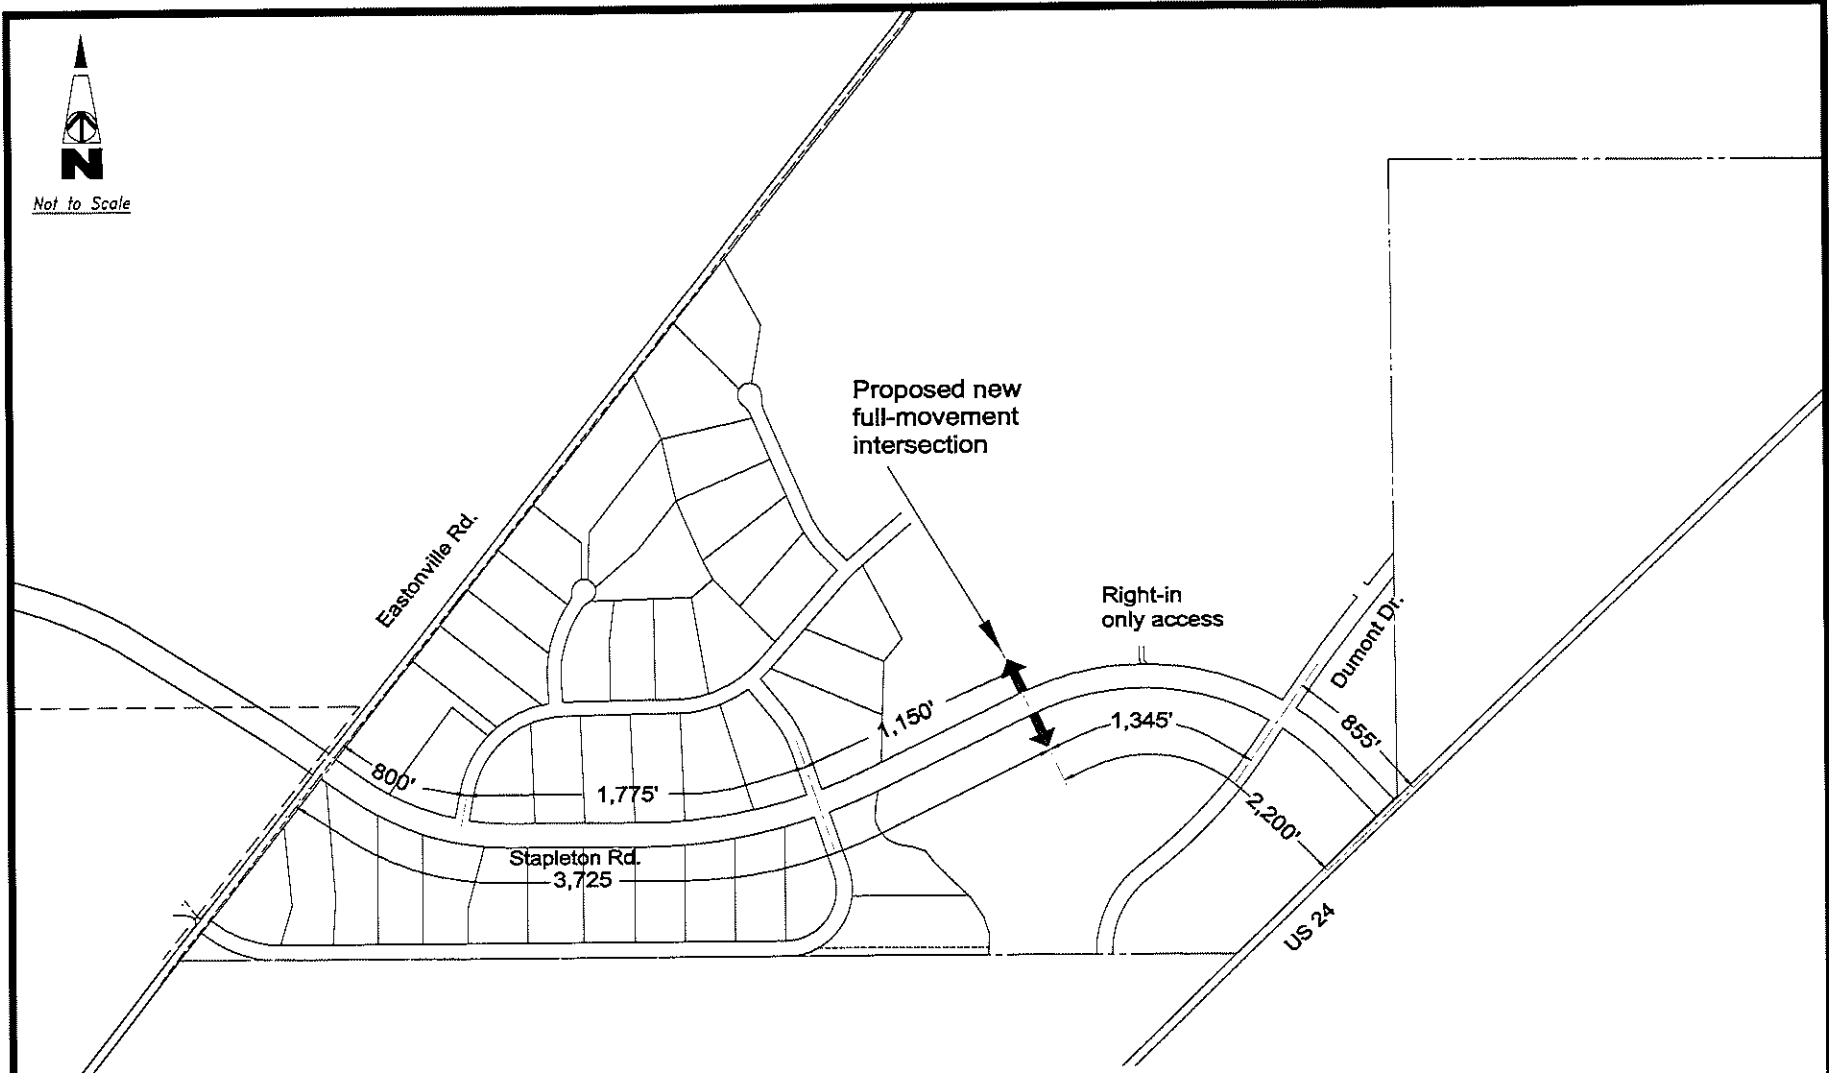 N
Not to Scale
Proposed new
full-movement
intersection
Eastonville Rd.
Right-in
only access
Dumont Dr.
1,150'
1,345'
855'
800'
1,775'
2,200'
Stapleton Rd.
3,725
US 24